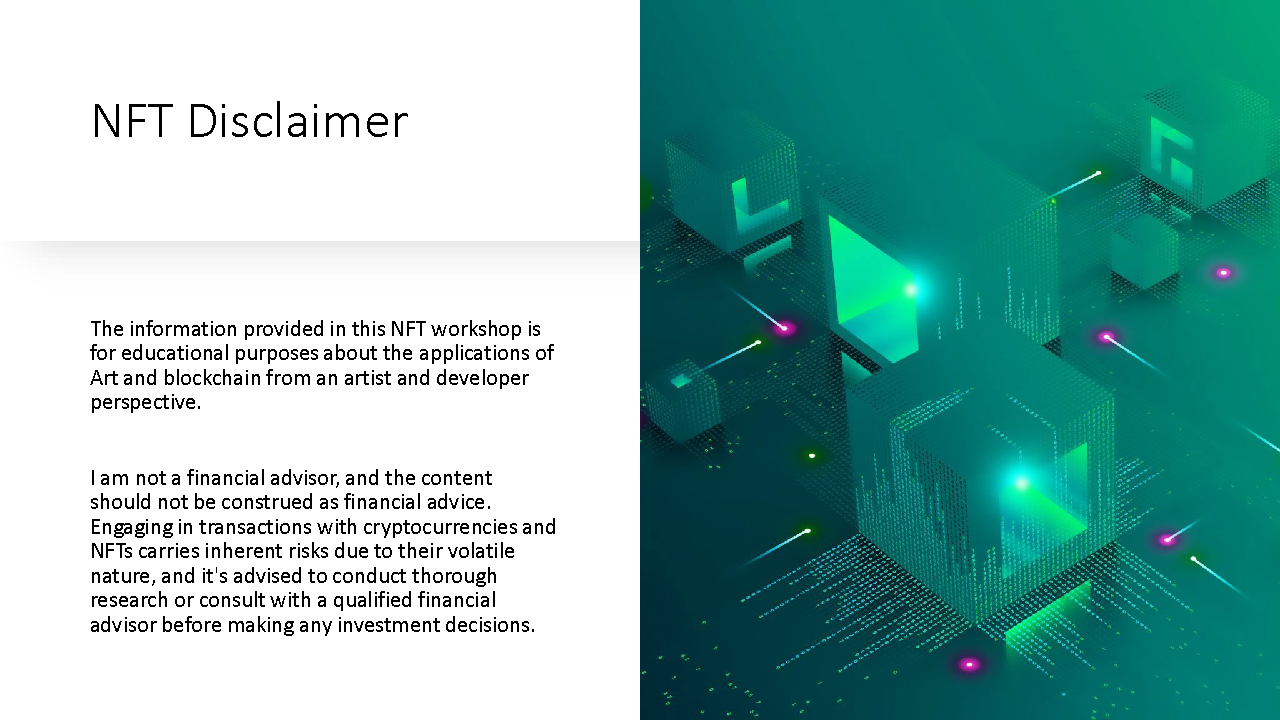 NFT Disclaimer
The information provided in this NFT workshop is
for educational purposes about the applications of
Art and blockchain from an artist and developer
perspective.
I am not a financial advisor, and the content
should not be construed as financial advice.
Engaging in transactions with cryptocurrencies and
NFTs carries inherent risks due to their volatile
nature, and it's advised to conduct thorough
research or consult with a qualified financial
advisor before making any investment decisions.